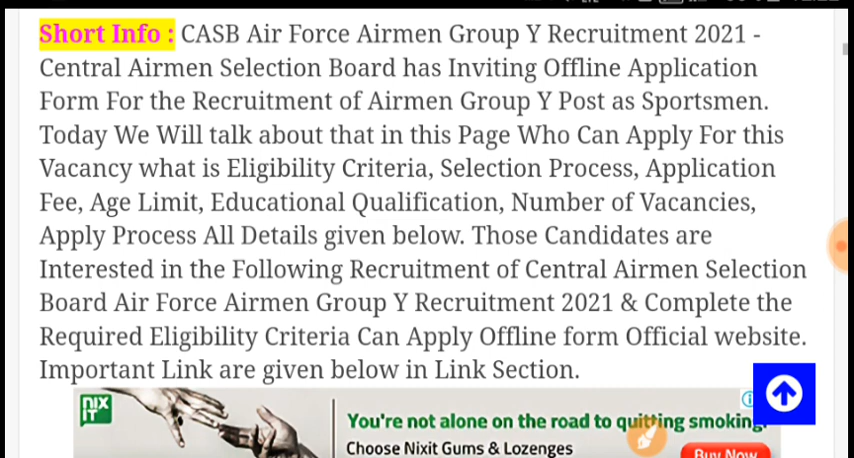 Short Info : CASB Air Force Airmen Group Y Recruitment 2021 -
Central Airmen Selection Board has Inviting Offline Application
Form For the Recruitment of Airmen Group Y Post as Sportsmen.
Today We Will talk about that in this Page Who Can Apply For this
Vacancy what is Eligibility Criteria, Selection Process, Application
Fee, Age Limit, Educational Qualification, Number of Vacancies,
Apply Process All Details given below. Those Candidates are
Interested in the Following Recruitment of Central Airmen Selection
Board Air Force Airmen Group Y Recruitment 2021 & Complete the
Required Eligibility Criteria Can Apply Offline form Official website.
Important Link are given below in Link Section.
nix
iT
You're not alone on the road to quitting smoking.
Choose Nixit Gums & Lozenges
Buy Now